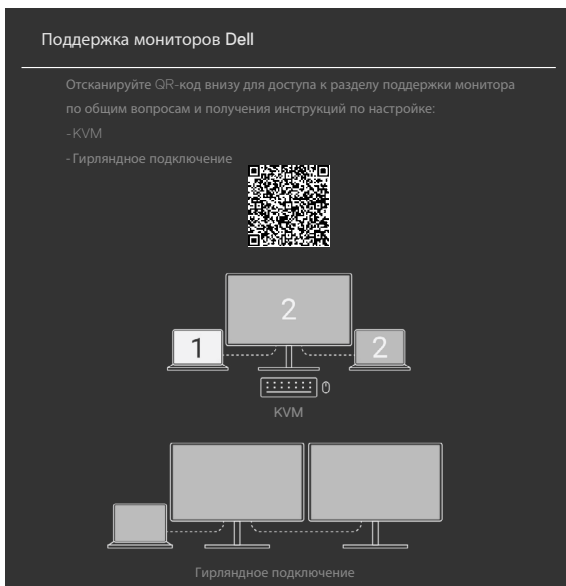 Поддержка мониторов Dell
Отсканируйте QR-код внизу для доступа к разделу поддержки монитора
по общим вопросам и получения инструкций по настройке:
-KVM
- Гирляндное подключение
2
1
2
KVM
Гирляндное подключение